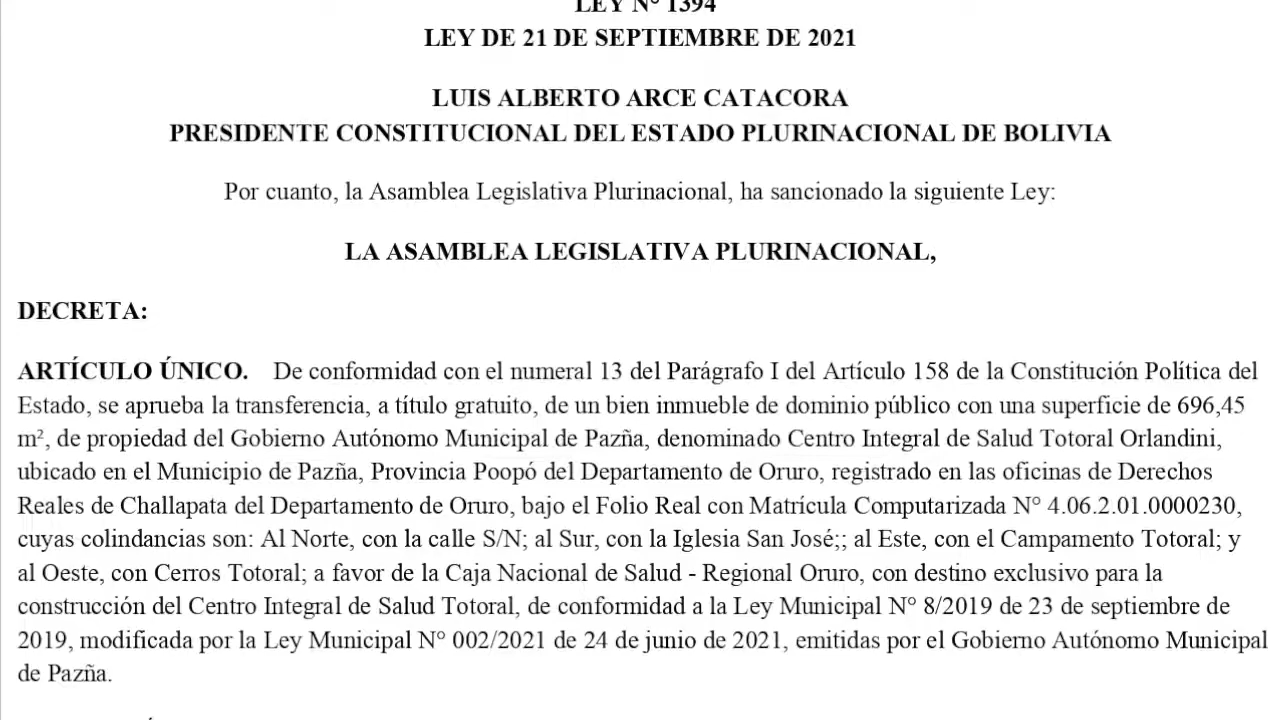 LEY N° 1394
LEY DE 21 DE SEPTIEMBRE DE 2021
LUIS ALBERTO ARCE CATACORA
PRESIDENTE CONSTITUCIONAL DEL ESTADO PLURINACIONAL DE BOLIVIA
Por cuanto, la Asamblea Legislativa Plurinacional, ha sancionado la siguiente Ley:
LA ASAMBLEA LEGISLATIVA PLURINACIONAL,
DECRETA:
ARTÍCULO ÚNICO. De conformidad con el numeral 13 del Parágrafo I del Artículo 158 de la Constitución Política del
Estado, se aprueba la transferencia, a título gratuito, de un bien inmueble de dominio público con una superficie de 696,45
m², de propiedad del Gobierno Autónomo Municipal de Pazña, denominado Centro Integral de Salud Totoral Orlandini,
ubicado en el Municipio de Pazña, Provincia Poopó del Departamento de Oruro, registrado en las oficinas de Derechos
Reales de Challapata del Departamento de Oruro, bajo el Folio Real con Matrícula Computarizada N° 4.06.2.01.0000230,
cuyas colindancias son: Al Norte, con la calle S/N; al Sur, con la Iglesia San José;; al Este, con el Campamento Totoral; y
al Oeste, con Cerros Totoral; a favor de la Caja Nacional de Salud - Regional Oruro, con destino exclusivo para la
construcción del Centro Integral de Salud Totoral, de conformidad a la Ley Municipal N° 8/2019 de 23 de septiembre de
2019, modificada por la Ley Municipal N° 002/2021 de 24 de junio de 2021, emitidas por el Gobierno Autónomo Municipal
de Pazña.